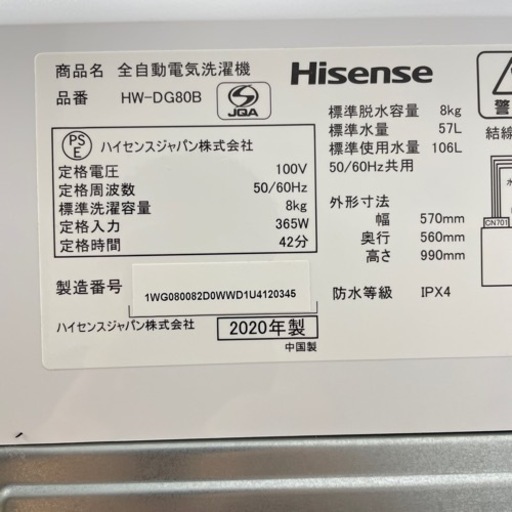 商品名 全自動電気洗濯機
品番 HW-DG80B
JQA
Hisense
PS
E
ハイセンスジャパン株式会社
定格電圧 100V
定格周波数 50/60Hz
標準洗濯容量 8kg
定格入力 365W
定格時間 42分
標準脱水容量 8kg
標準水量 57L
標準使用水量 106L
50/60Hz共用
外形寸法
幅 570mm
奥行 560mm
高さ 990mm
防水等級 IPX4
製造番号 1WG080082D0WWD1U4120345
ハイセンスジャパン株式会社 2020年製
中国製
警
結線
水
CN701